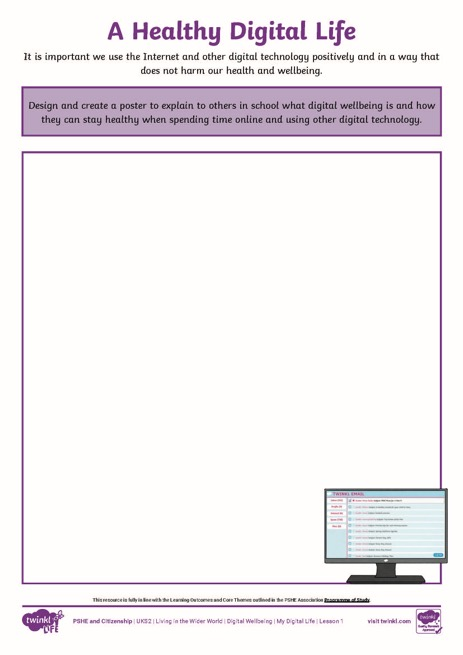 A Healthy Digital Life
It is important we use the Internet and other digital technology positively and in a way that
does not harm our health and wellbeing.
Design and create a poster to explain to others in school what digital wellbeing is and how
they can stay healthy when spending time online and using other digital technology.
TWINKL EMAIL
This resource is fully in line with the Learning Outcomes and Core Themes outlined in the PSHE Association Programme of Study.
twinkl
LIFE
PSHE and Citizenship | UKS2 | Living in the Wider World | Digital Wellbeing | My Digital Life | Lesson 1
visit twinkl.com
twinkl